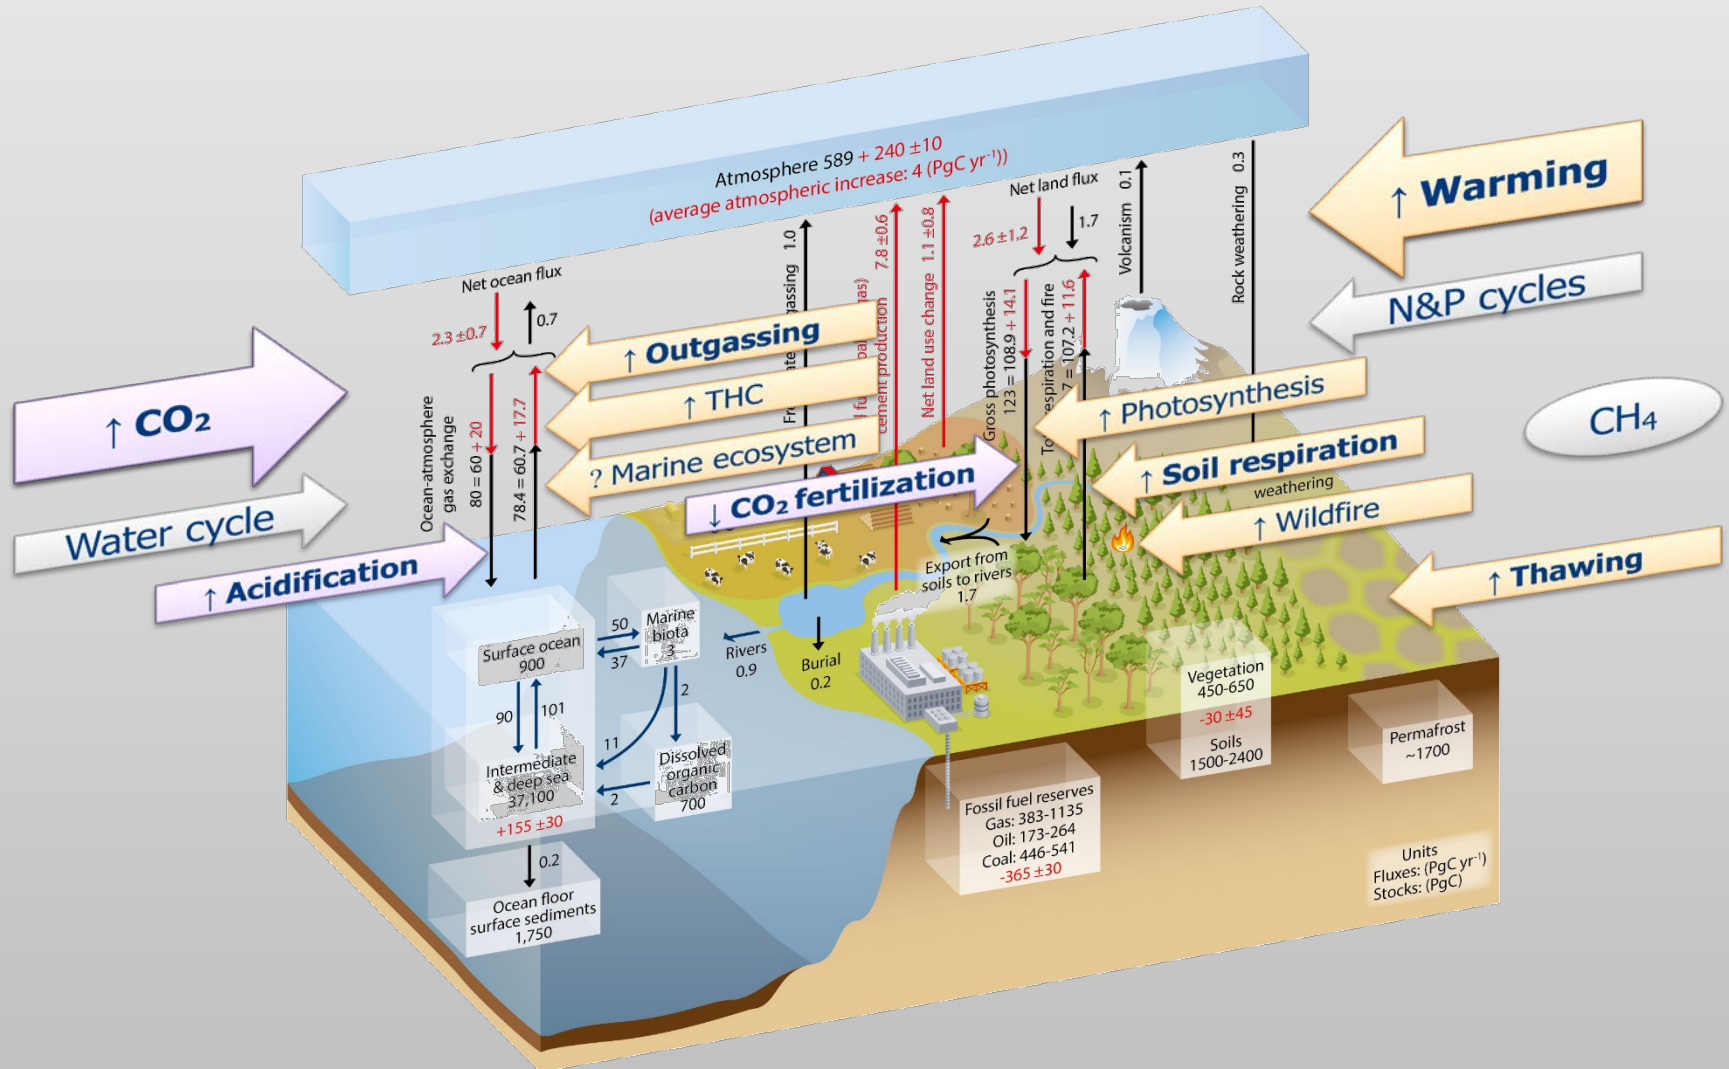 Atmosphere 589 + 240 ±10
(average atmospheric increase: 4 (PgC yr⁻¹))
↑ Warming
N&P cycles
CH₄
↑ CO₂
Water cycle
↑ Acidification
Net ocean flux
2.3 ±0.7
0.7
Ocean-atmosphere
gas exchange
80 = 60 + 20
78.4 = 60.7 + 17.7
↑ Outgassing
↑ THC
? Marine ecosystem
1.0
cement production
7.8 ±0.6
Net land use change 1.1 ±0.8
Net land flux
2.6 ±1.2
1.7
Gross photosynthesis
123 = 108.9 + 14.1
respiration and fire
7 = 107.2 + 11.6
Volcanism 0.1
Rock weathering 0.3
↑ Photosynthesis
↓ CO₂ fertilization
↑ Soil respiration
weathering
↑ Wildfire
↑ Thawing
Export from
soils to rivers
1.7
Surface ocean
900
50
37
Marine
biota
3
Rivers
0.9
Burial
0.2
90
101
2
11
2
Intermediate
& deep sea
37,100
+155 ±30
Dissolved
organic
carbon
700
0.2
Ocean floor
surface sediments
1,750
Vegetation
450-650
-30 ±45
Soils
1500-2400
Permafrost
~1700
Fossil fuel reserves
Gas: 383-1135
Oil: 173-264
Coal: 446-541
-365 ±30
Units
Fluxes: (PgC yr⁻¹)
Stocks: (PgC)